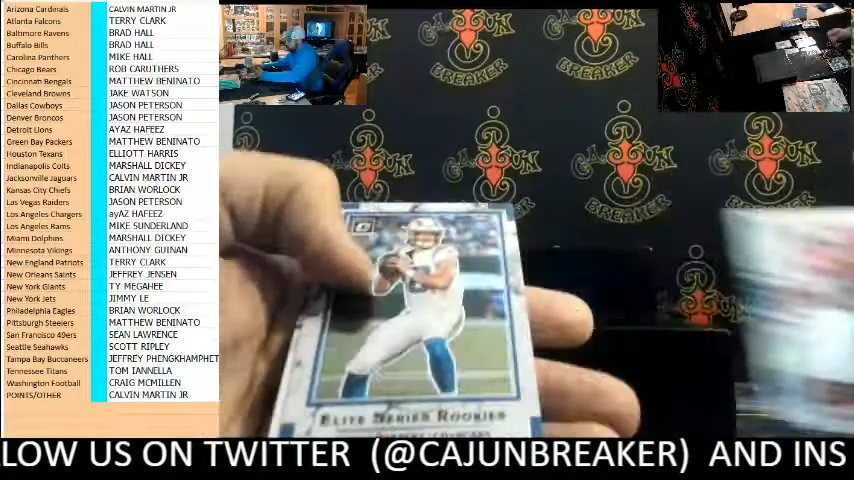 Arizona Cardinals CALVIN MARTIN JR
Atlanta Falcons TERRY CLARK
Baltimore Ravens BRAD HALL
Buffalo Bills BRAD HALL
Carolina Panthers MIKE HALL
Chicago Bears ROB CARUTHERS
Cincinnati Bengals MATTHEW BENINATO
Cleveland Browns JAKE WATSON
Dallas Cowboys JASON PETERSON
Denver Broncos JASON PETERSON
Detroit Lions AYAZ HAFEEZ
Green Bay Packers MATTHEW BENINATO
Houston Texans ELLIOTT HARRIS
Indianapolis Colts MARSHALL DICKEY
Jacksonville Jaguars CALVIN MARTIN JR
Kansas City Chiefs BRIAN WORLOCK
Las Vegas Raiders JASON PETERSON
Los Angeles Chargers ayAZ HAFEEZ
Los Angeles Rams MIKE SUNDERLAND
Miami Dolphins MARSHALL DICKEY
Minnesota Vikings ANTHONY GUINAN
New England Patriots TERRY CLARK
New Orleans Saints JEFFREY JENSEN
New York Giants TY MEGAHEE
New York Jets JIMMY LE
Philadelphia Eagles BRIAN WORLOCK
Pittsburgh Steelers MATTHEW BENINATO
San Francisco 49ers SEAN LAWRENCE
Seattle Seahawks SCOTT RIPLEY
Tampa Bay Buccaneers JEFFREY PHENGKHAMPHET
Tennessee Titans TOM IANNELLA
Washington Football CRAIG MCMILLEN
POINTS/OTHER CALVIN MARTIN JR
CAJUN
BREAKER
CAJUN
BREAKER
CAJUN
BREAKER
CAJUN
BREAKER
ELITE SERIES ROOKIES
LOW US ON TWITTER (@CAJUNBREAKER) AND INS